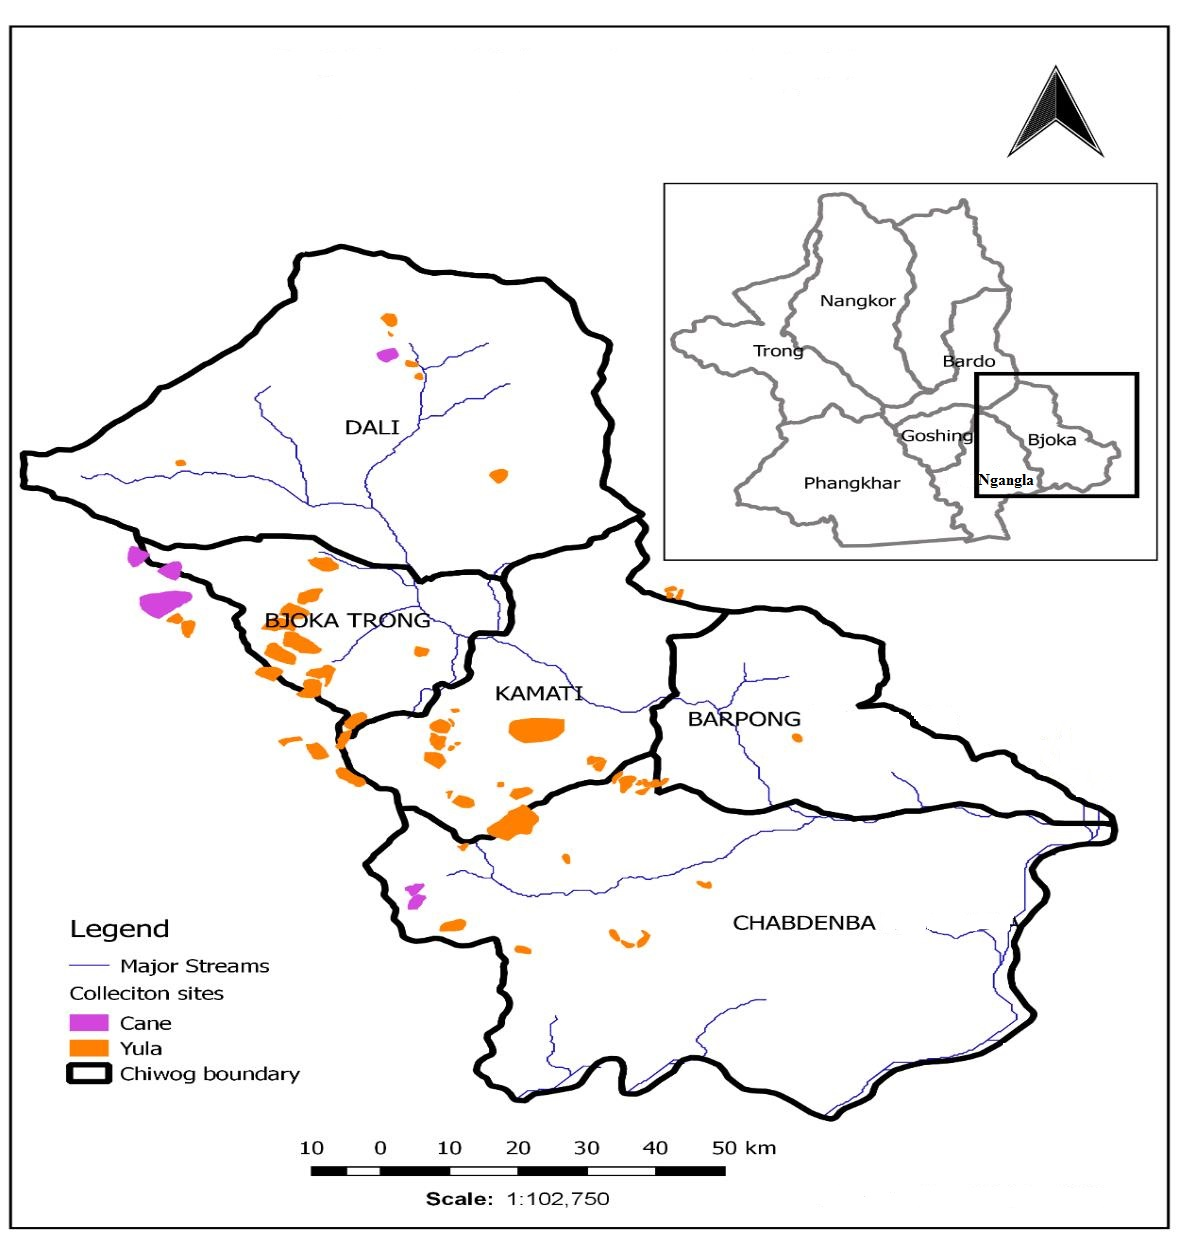 Nangkor
Trong
Bardo
Goshing
Bjoka
Phangkhar
Ngangla
DALI
BJOKA TRONG
KAMATI
BARPONG
CHABDENBA
Legend
Major Streams
Colleciton sites
Cane
Yula
Chiwog boundary
10 0 10 20 30 40 50 km
Scale: 1:102,750